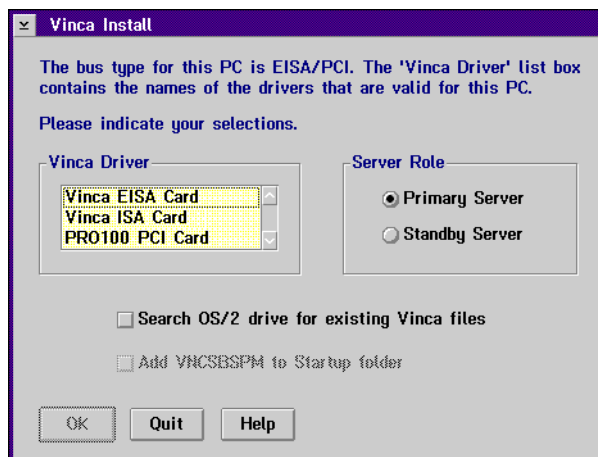 Vinca Install
The bus type for this PC is EISA/PCI. The 'Vinca Driver' list box
contains the names of the drivers that are valid for this PC.
Please indicate your selections.
Vinca Driver
Vinca EISA Card
Vinca ISA Card
PRO100 PCI Card
Server Role
Primary Server
Standby Server
Search OS/2 drive for existing Vinca files
Add VNCSBSPM to Startup folder
OK
Quit
Help